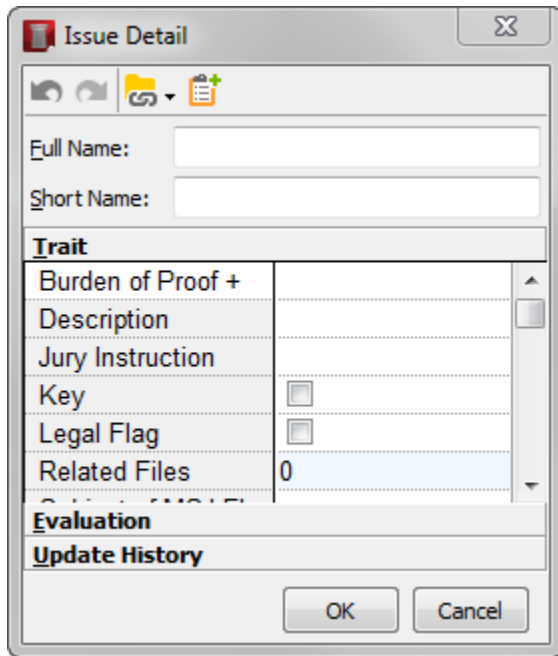 Issue Detail
Full Name:
Short Name:
Trait
Burden of Proof +
Description
Jury Instruction
Key
Legal Flag
Related Files 0
Evaluation
Update History
OK Cancel